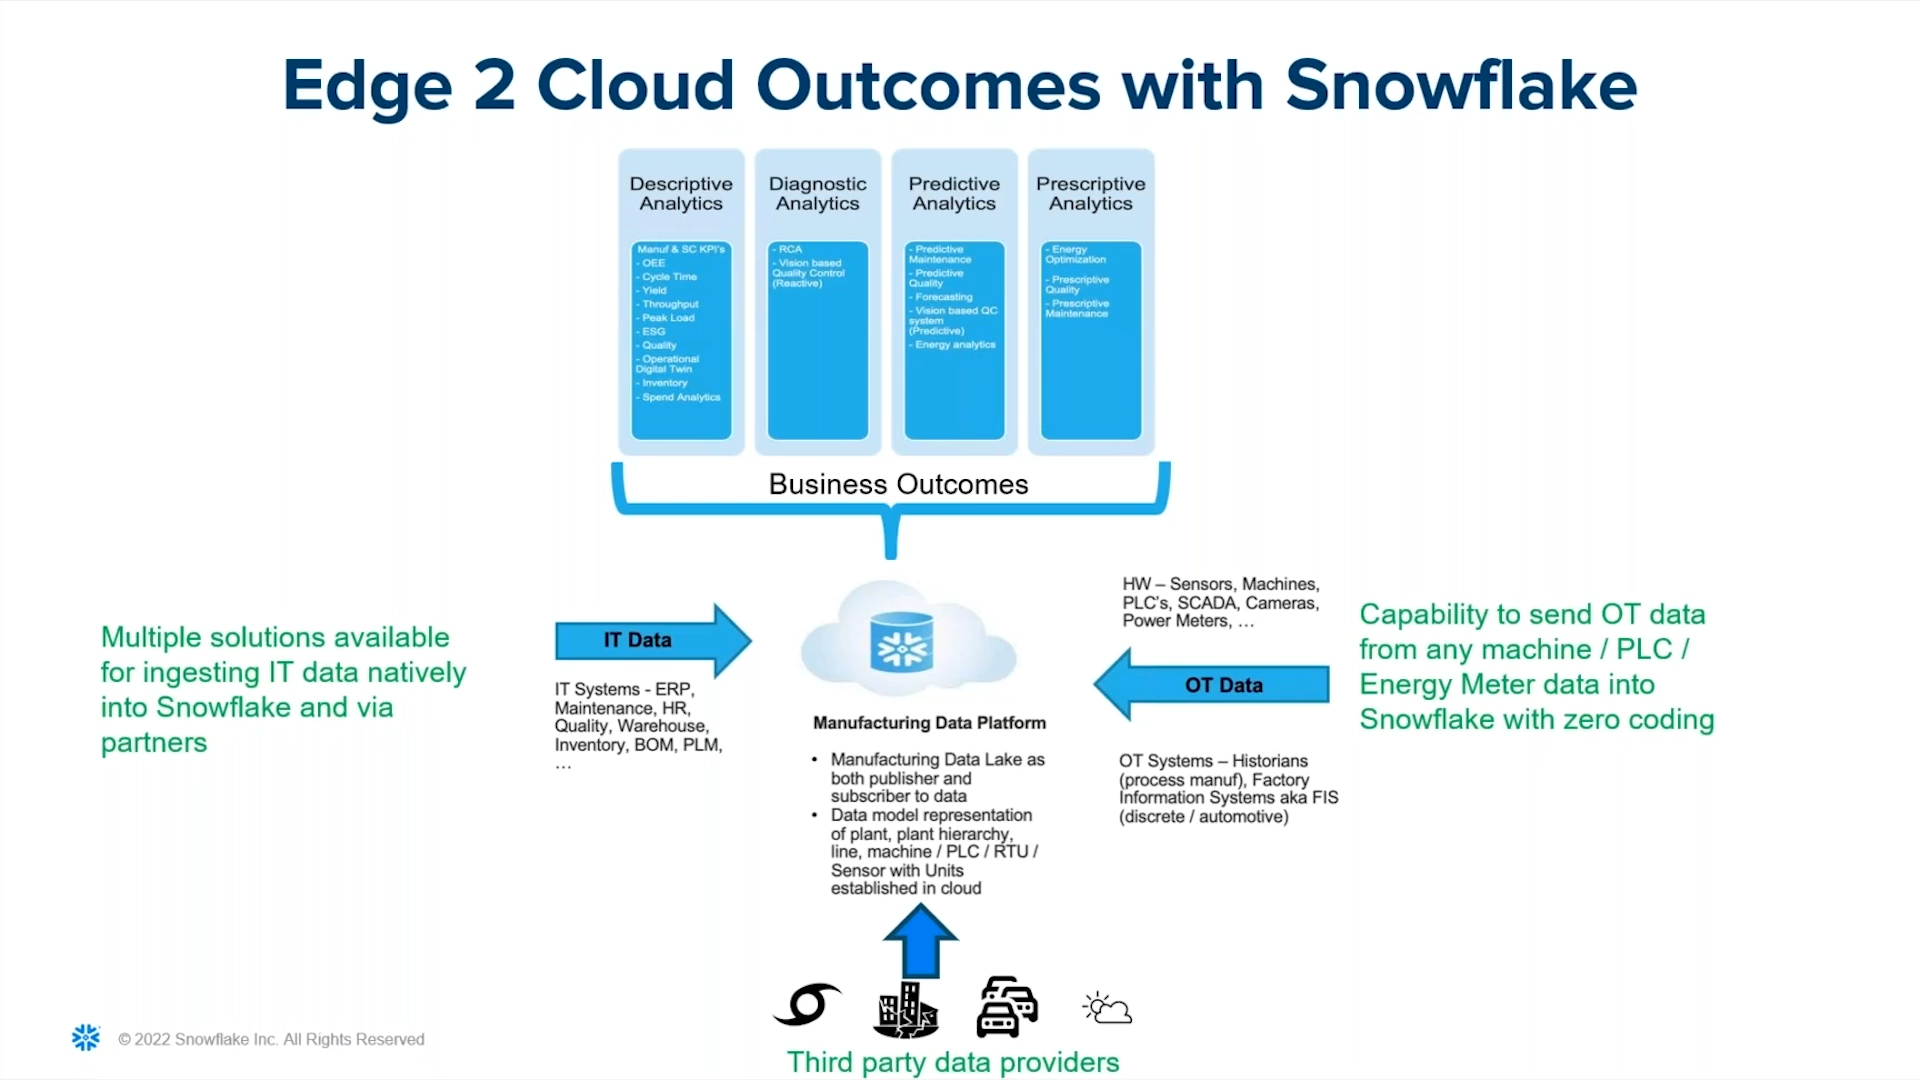 Edge 2 Cloud Outcomes with Snowflake
Descriptive
Analytics
Manuf & SC KPI's
- OEE
- Cycle Time
- Yield
- Throughput
- Peak Load
- ESG
- Quality
- Operational
Digital Twin
- Inventory
- Spend Analytics
Diagnostic
Analytics
- RCA
- Vision based
Quality Control
(Reactive)
Predictive
Analytics
- Predictive
Maintenance
- Predictive
Quality
- Forecasting
- Vision based QC
system
(Predictive)
- Energy analytics
Prescriptive
Analytics
- Energy
Optimization
- Prescriptive
Quality
- Prescriptive
Maintenance
Business Outcomes
Multiple solutions available
for ingesting IT data natively
into Snowflake and via
partners
IT Data
IT Systems - ERP,
Maintenance, HR,
Quality, Warehouse,
Inventory, BOM, PLM,
...
Manufacturing Data Platform
• Manufacturing Data Lake as
both publisher and
subscriber to data
• Data model representation
of plant, plant hierarchy,
line, machine / PLC / RTU /
Sensor with Units
established in cloud
HW – Sensors, Machines,
PLC's, SCADA, Cameras,
Power Meters, ...
OT Data
OT Systems – Historians
(process manuf), Factory
Information Systems aka FIS
(discrete / automotive)
Capability to send OT data
from any machine / PLC /
Energy Meter data into
Snowflake with zero coding
Third party data providers
© 2022 Snowflake Inc. All Rights Reserved